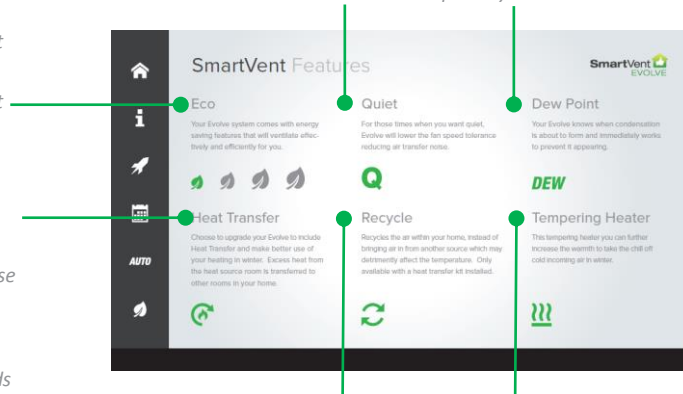 SmartVent Features
SmartVent
EVOLVE
Eco
Your Evolve system comes with energy
saving features that will ventilate effec-
tively and efficiently for you.
Quiet
For those times when you want quiet,
Evolve will lower the fan speed tolerance
reducing air transfer noise.
Q
Dew Point
Your Evolve knows when condensation
is about to form and immediately works
to prevent it appearing.
DEW
Heat Transfer
Choose to upgrade your Evolve to include
Heat Transfer and make better use of
your heating in winter. Excess heat from
the heat source room is transferred to
other rooms in your home.
Recycle
Recycles the air within your home, instead of
bringing air in from another source which may
detrimently affect the temperature. Only
available with a heat transfer kit installed.
Tempering Heater
This tempering heater you can further
increase the warmth to take the chill off
cold incoming air in winter.
i
AUTO